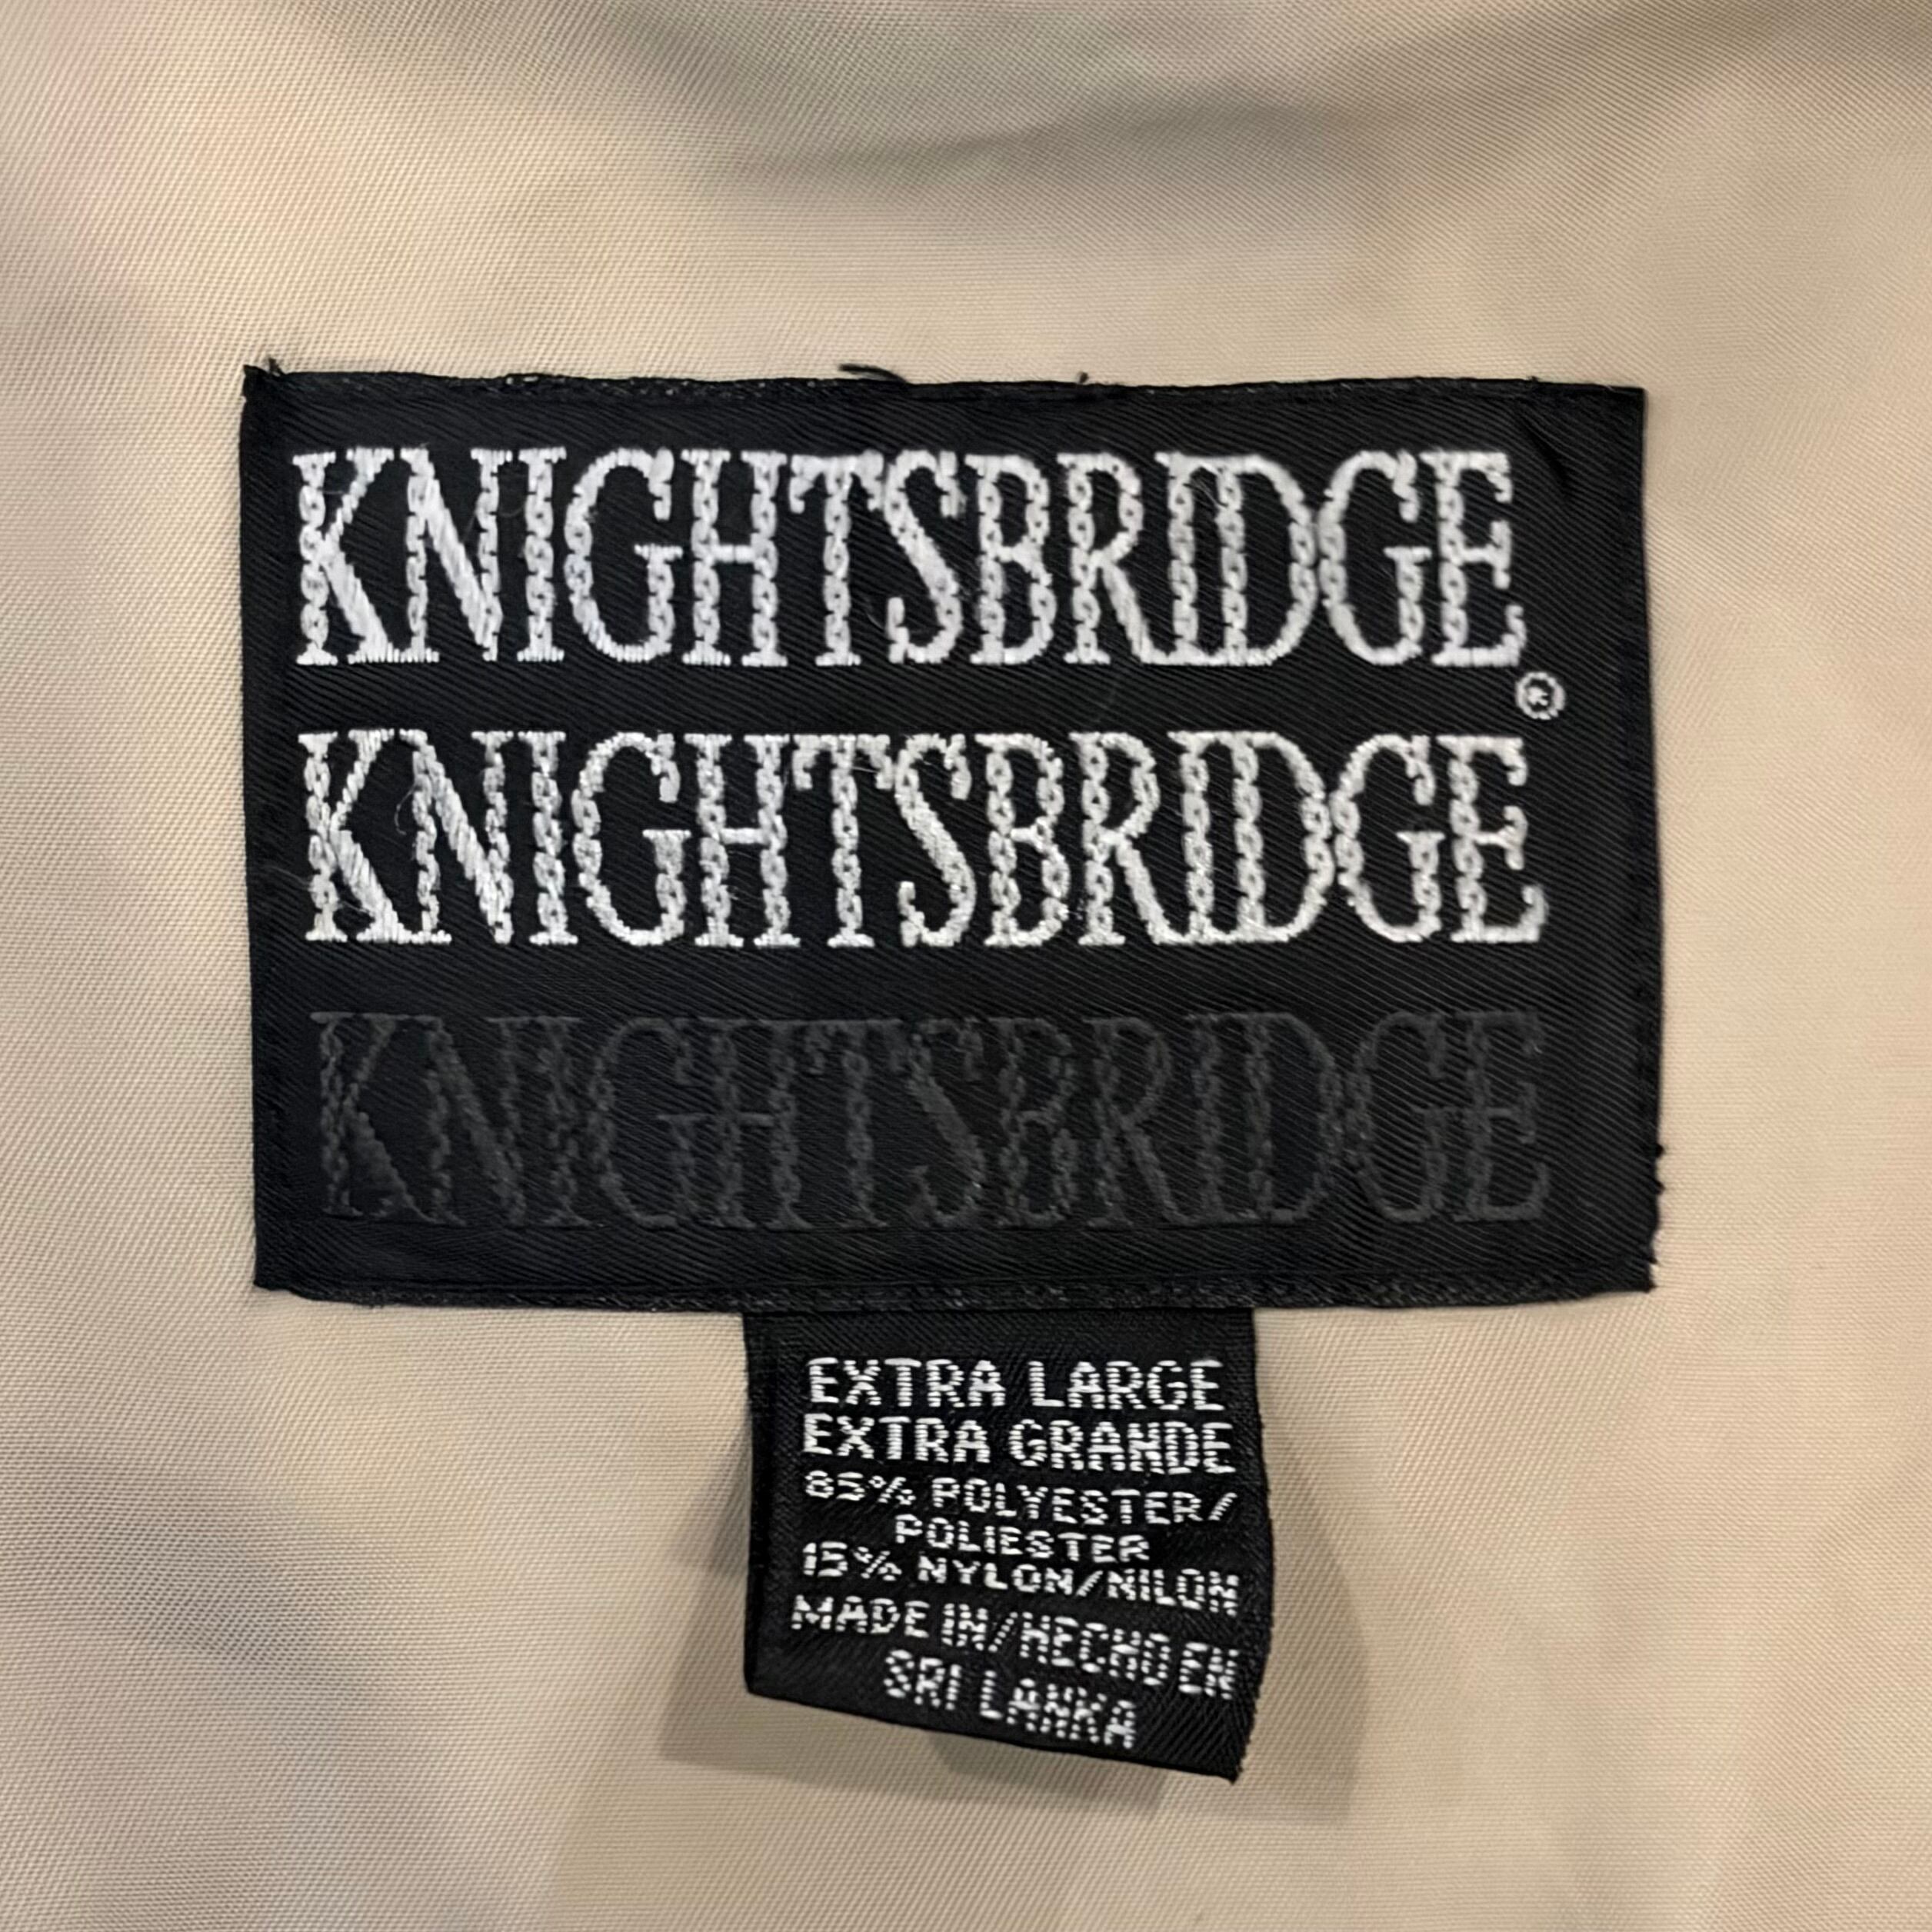 KNIGHTSBRIDGE
®
KNIGHTSBRIDGE
KNIGHTSBRIDGE
EXTRA LARGE
EXTRA GRANDE
85% POLYESTER/
POLIESTER
15% NYLON/NILON
MADE IN/HECHO EN
SRI LANKA